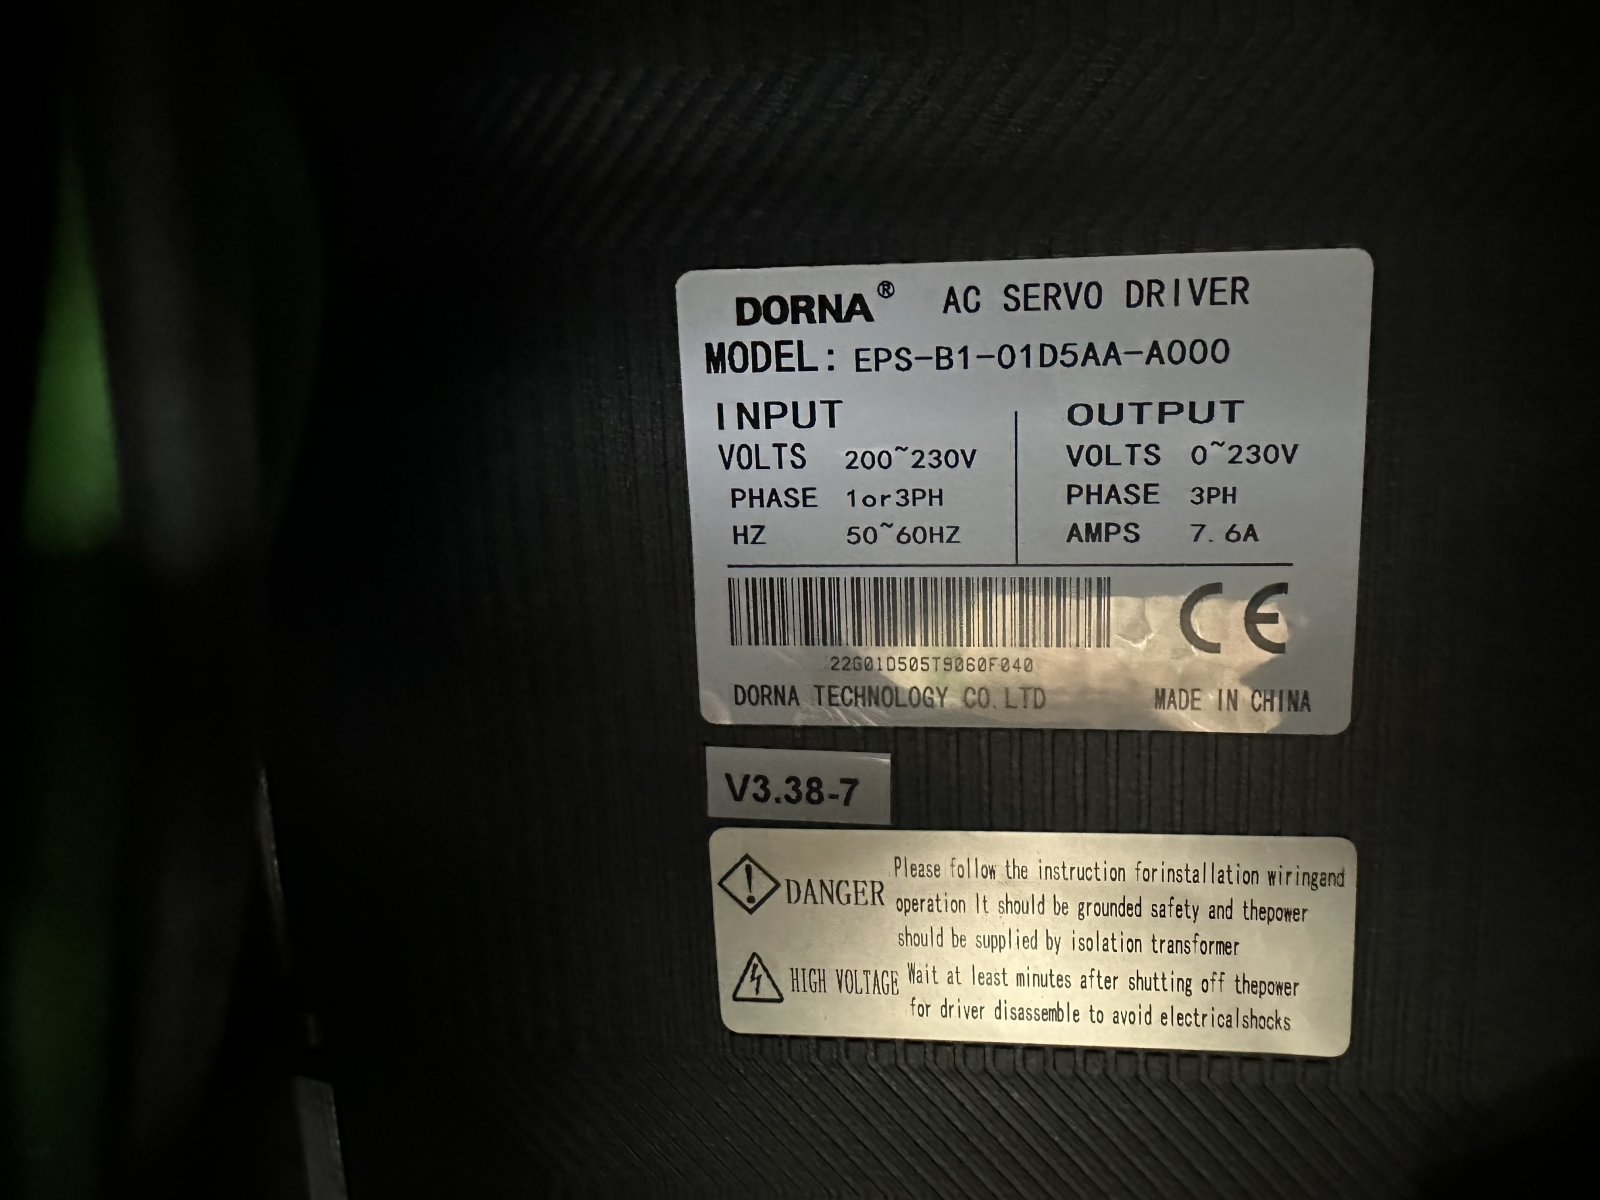 DORNA® AC SERVO DRIVER
MODEL: EPS-B1-01D5AA-A000
INPUT
VOLTS 200~230V
PHASE 1or3PH
HZ 50~60HZ
OUTPUT
VOLTS 0~230V
PHASE 3PH
AMPS 7.6A
CE
22G01D505T9060F040
DORNA TECHNOLOGY CO.LTD MADE IN CHINA
V3.38-7
DANGER
Please follow the instruction forinstallation wiringand
operation It should be grounded safety and thepower
should be supplied by isolation transformer
HIGH VOLTAGE
Wait at least minutes after shutting off thepower
for driver disassemble to avoid electricalshocks